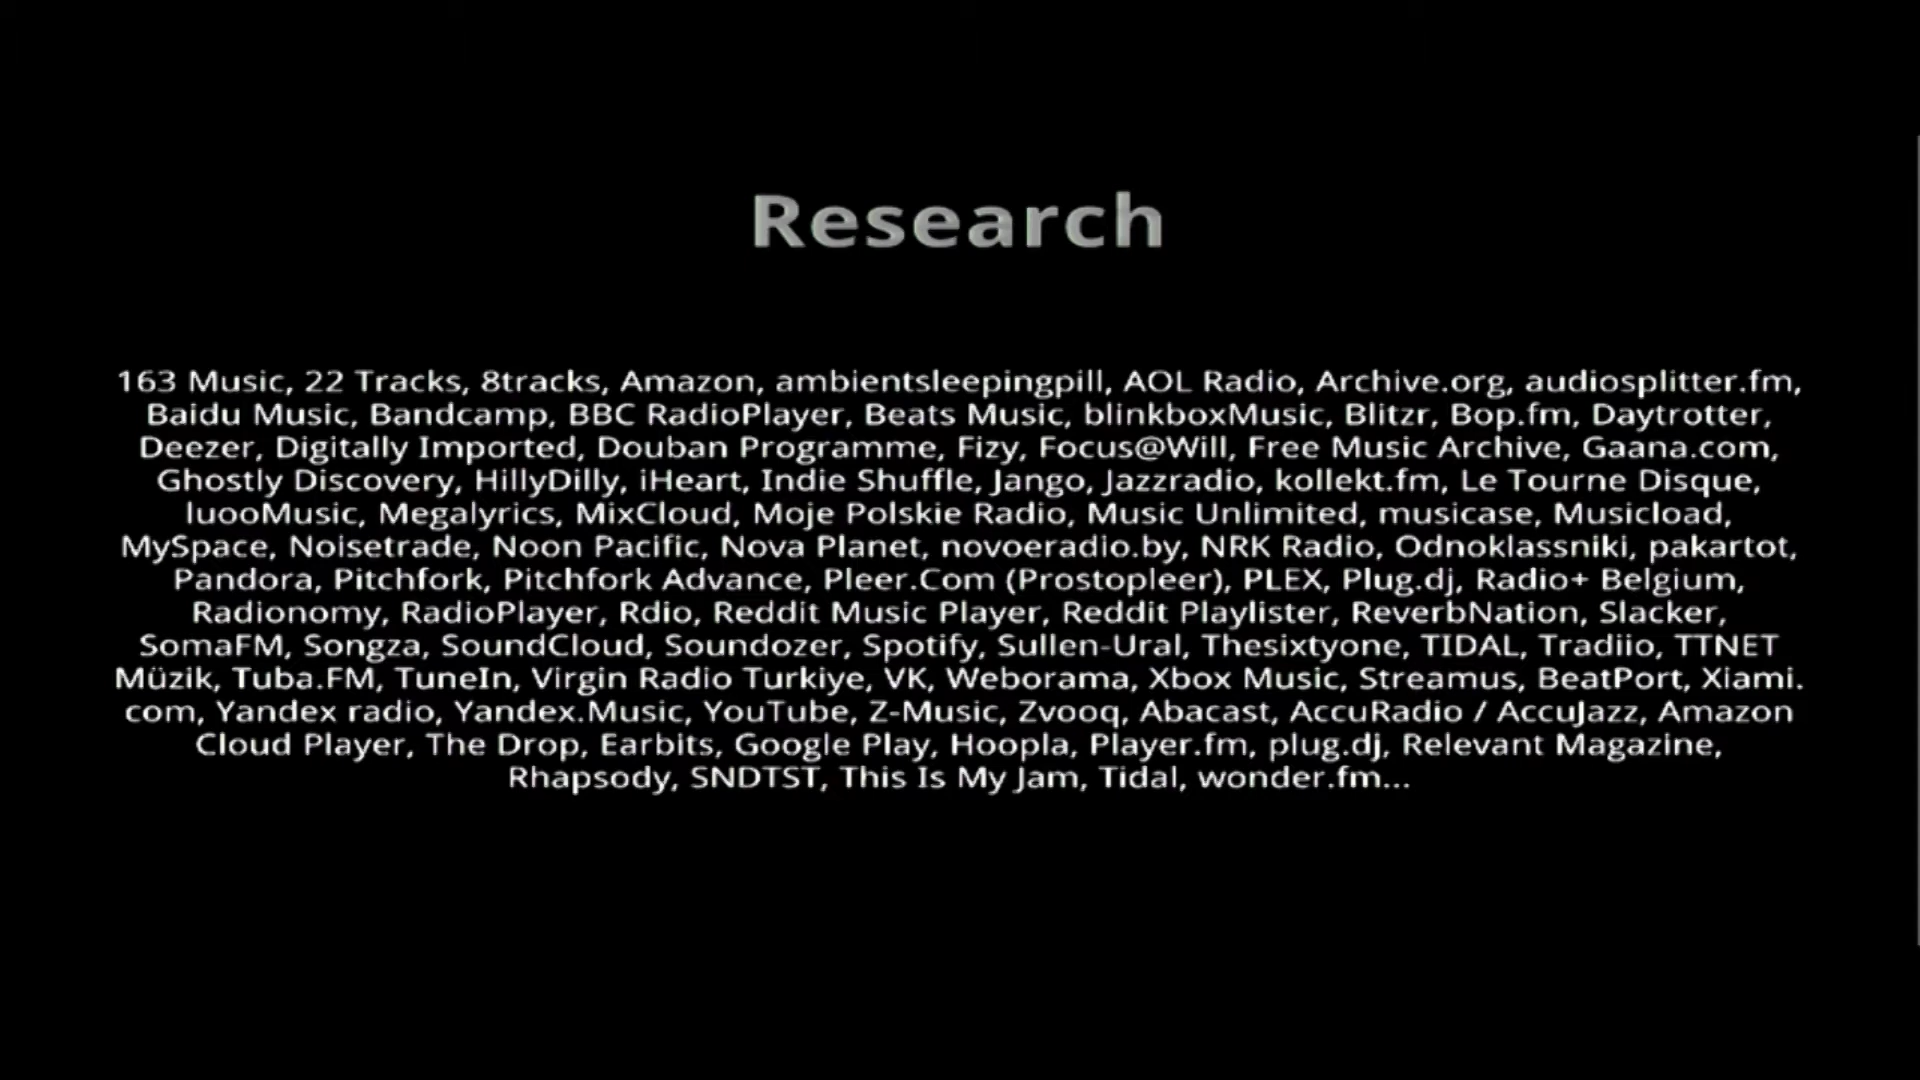 Research
163 Music, 22 Tracks, 8tracks, Amazon, ambientsleepingpill, AOL Radio, Archive.org, audiosplitter.fm,
Baidu Music, Bandcamp, BBC RadioPlayer, Beats Music, blinkboxMusic, Blitzr, Bop.fm, Daytrotter,
Deezer, Digitally Imported, Douban Programme, Fizy, Focus@Will, Free Music Archive, Gaana.com,
Ghostly Discovery, HillyDilly, iHeart, Indie Shuffle, Jango, Jazzradio, kollekt.fm, Le Tourne Disque,
luooMusic, Megalyrics, MixCloud, Moje Polskie Radio, Music Unlimited, musicase, Musicload,
MySpace, Noisetrade, Noon Pacific, Nova Planet, novoeradio.by, NRK Radio, Odnoklassniki, pakartot,
Pandora, Pitchfork, Pitchfork Advance, Pleer.Com (Prostopleer), PLEX, Plug.dj, Radio+ Belgium,
Radionomy, RadioPlayer, Rdio, Reddit Music Player, Reddit Playlister, ReverbNation, Slacker,
SomaFM, Songza, SoundCloud, Soundozer, Spotify, Sullen-Ural, Thesixtyone, TIDAL, Tradiio, TTNET
Müzik, Tuba.FM, TuneIn, Virgin Radio Turkiye, VK, Weborama, Xbox Music, Streamus, BeatPort, Xiami.
com, Yandex radio, Yandex.Music, YouTube, Z-Music, Zvooq, Abacast, AccuRadio / AccuJazz, Amazon
Cloud Player, The Drop, Earbits, Google Play, Hoopla, Player.fm, plug.dj, Relevant Magazine,
Rhapsody, SNDTST, This Is My Jam, Tidal, wonder.fm...